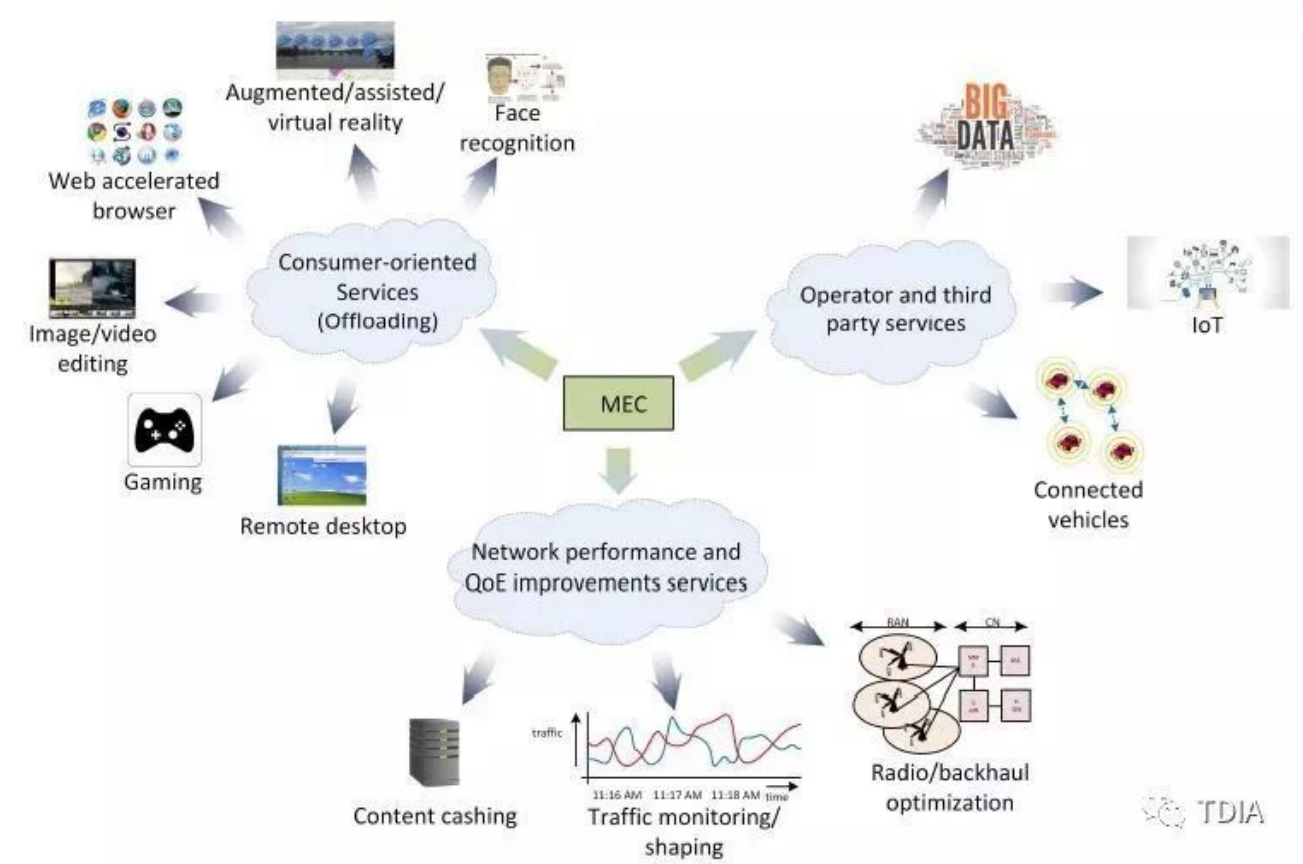 Augmented/assisted/
virtual reality
Face
recognition
Web accelerated
browser
BIG
DATA
Consumer-oriented
Services
(Offloading)
Operator and third
party services
IoT
Image/video
editing
MEC
Gaming
Remote desktop
Connected
vehicles
Network performance and
QoE improvements services
RAN
CN
traffic
11:16 AM 11:17 AM 11:18 AM time
Content cashing
Traffic monitoring/
shaping
Radio/backhaul
optimization
TDIA